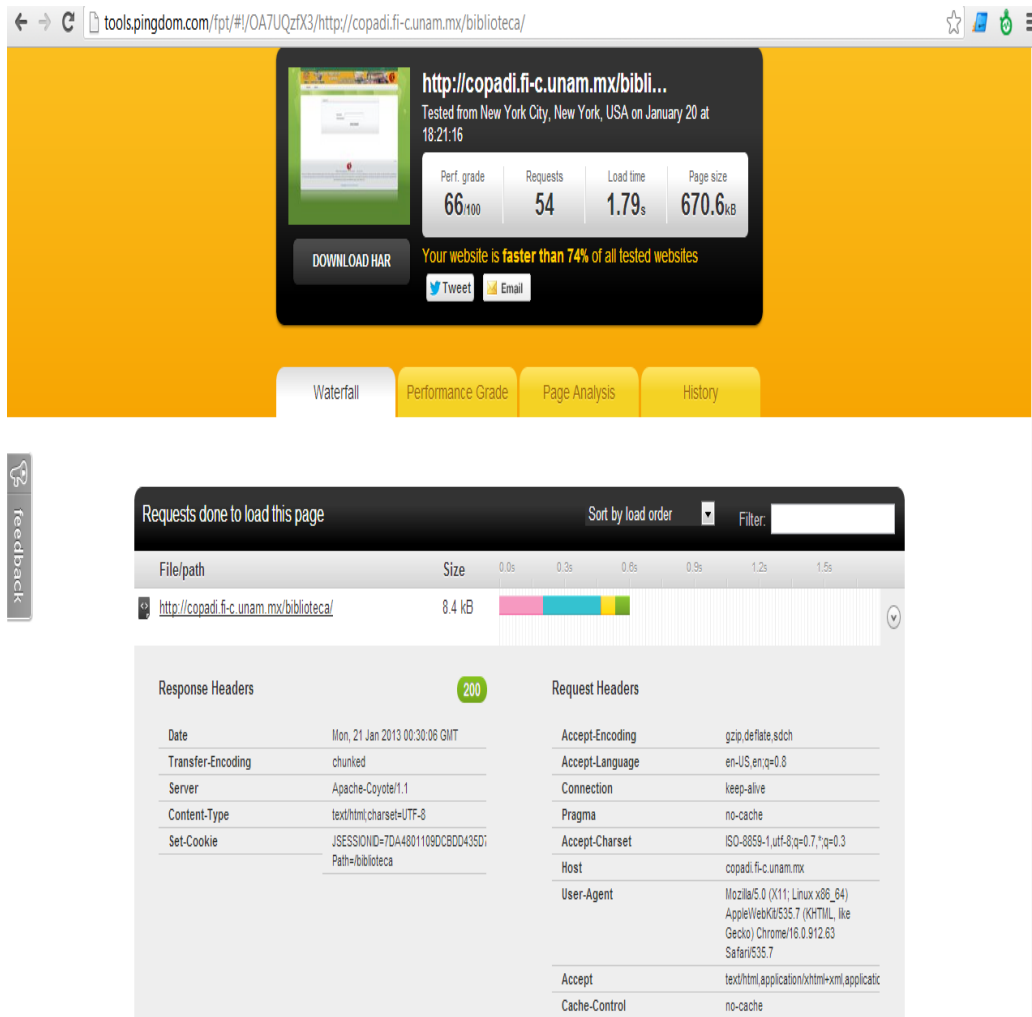 tools.pingdom.com/fpt/#!/OA7UQzfX3/http://copadi.fi-c.unam.mx/biblioteca/
http://copadi.fi-c.unam.mx/bibli...
Tested from New York City, New York, USA on January 20 at
18:21:16
Perf. grade Requests Load time Page size
66/100 54 1.79s 670.6kB
DOWNLOAD HAR
Your website is faster than 74% of all tested websites
Tweet Email
Waterfall Performance Grade Page Analysis History
feedback
Requests done to load this page Sort by load order Filter:
File/path Size 0.0s 0.3s 0.6s 0.9s 1.2s 1.5s
http://copadi.fi-c.unam.mx/biblioteca/ 8.4 kB
Response Headers 200
Date Mon, 21 Jan 2013 00:30:06 GMT
Transfer-Encoding chunked
Server Apache-Coyote/1.1
Content-Type text/html;charset=UTF-8
Set-Cookie JSESSIONID=7DA4801109DCBDD435D7
Path=/biblioteca
Request Headers
Accept-Encoding gzip,deflate,sdch
Accept-Language en-US,en;q=0.8
Connection keep-alive
Pragma no-cache
Accept-Charset ISO-8859-1,utf-8;q=0.7,*;q=0.3
Host copadi.fi-c.unam.mx
User-Agent Mozilla/5.0 (X11; Linux x86_64)
AppleWebKit/535.7 (KHTML, like
Gecko) Chrome/16.0.912.63
Safari/535.7
Accept text/html,application/xhtml+xml,applicatic
Cache-Control no-cache